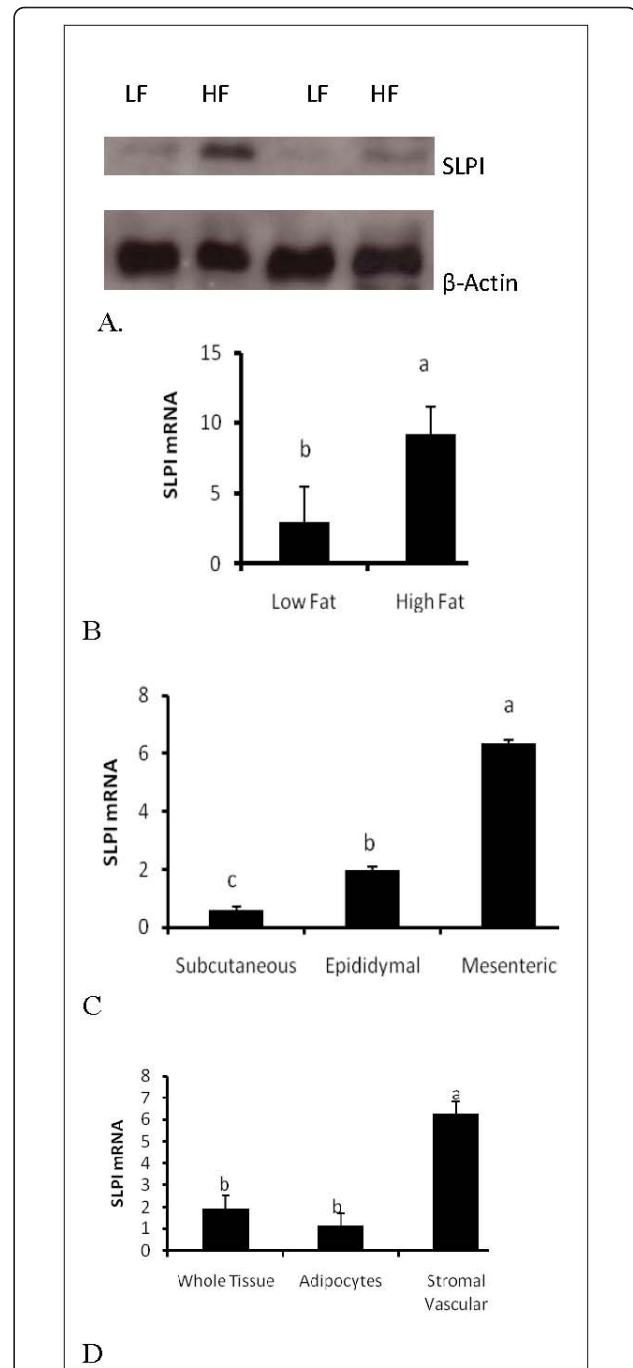 LF HF LF HF
SLPI
β-Actin
A.
15
10
5
0
SLPI mRNA
b
a
Low Fat High Fat
B
8
6
4
2
0
SLPI mRNA
c
b
a
Subcutaneous Epididymal Mesenteric
C
8
7
6
5
4
3
2
1
0
SLPI mRNA
b
b
a
Whole Tissue Adipocytes Stromal
Vascular
D